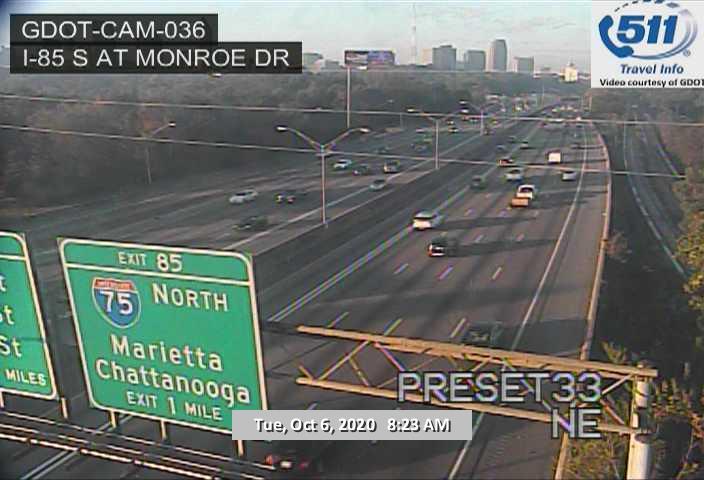 GDOT-CAM-036
I-85 S AT MONROE DR
511
Travel Info
Video courtesy of GDOT
EXIT 85
INTERSTATE
75
NORTH
Marietta
Chattanooga
EXIT 1 MILE
St
MILES
PRESET33
NE
Tue, Oct 6, 2020 8:23 AM